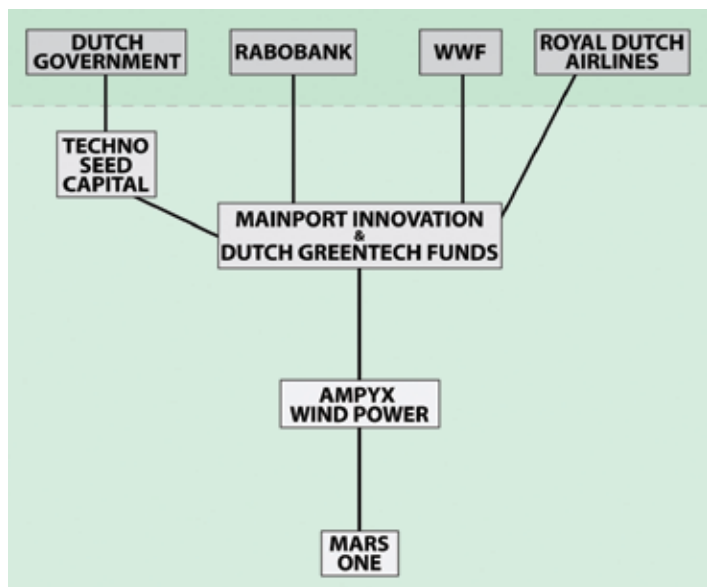 DUTCH
GOVERNMENT
RABOBANK
WWF
ROYAL DUTCH
AIRLINES
TECHNO
SEED
CAPITAL
MAINPORT INNOVATION
&
DUTCH GREENTECH FUNDS
AMPYX
WIND POWER
MARS
ONE